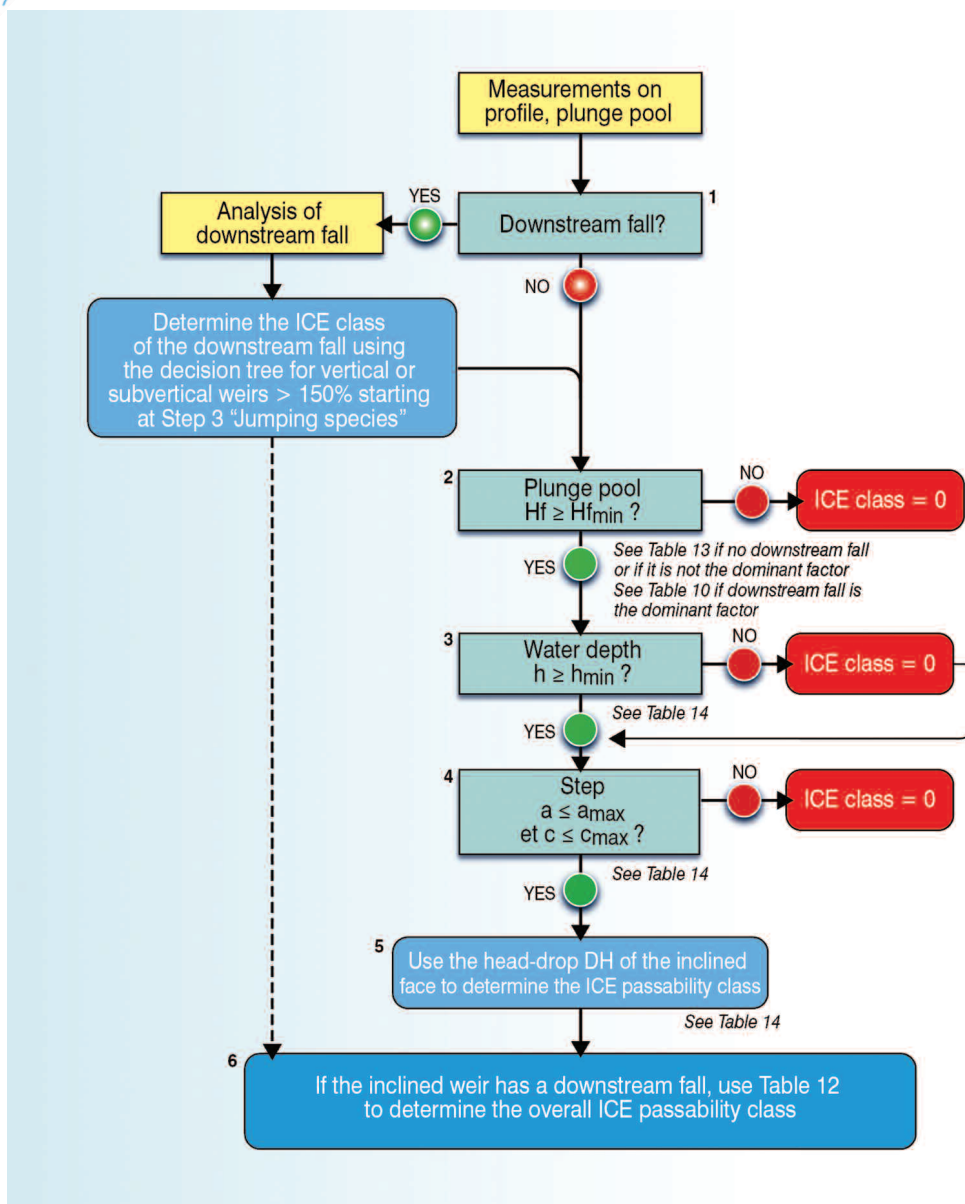 Measurements on
profile, plunge pool
1
YES
Analysis of
downstream fall
Downstream fall?
NO
Determine the ICE class
of the downstream fall using
the decision tree for vertical or
subvertical weirs > 150% starting
at Step 3 “Jumping species”
2
Plunge pool
Hf ≥ Hfmin ?
NO
ICE class = 0
YES
See Table 13 if no downstream fall
or if it is not the dominant factor
See Table 10 if downstream fall is
the dominant factor
3
Water depth
h ≥ hmin ?
NO
ICE class = 0
YES
See Table 14
4
Step
a ≤ amax
et c ≤ cmax ?
NO
ICE class = 0
YES
See Table 14
5
Use the head-drop DH of the inclined
face to determine the ICE passability class
See Table 14
6
If the inclined weir has a downstream fall, use Table 12
to determine the overall ICE passability class